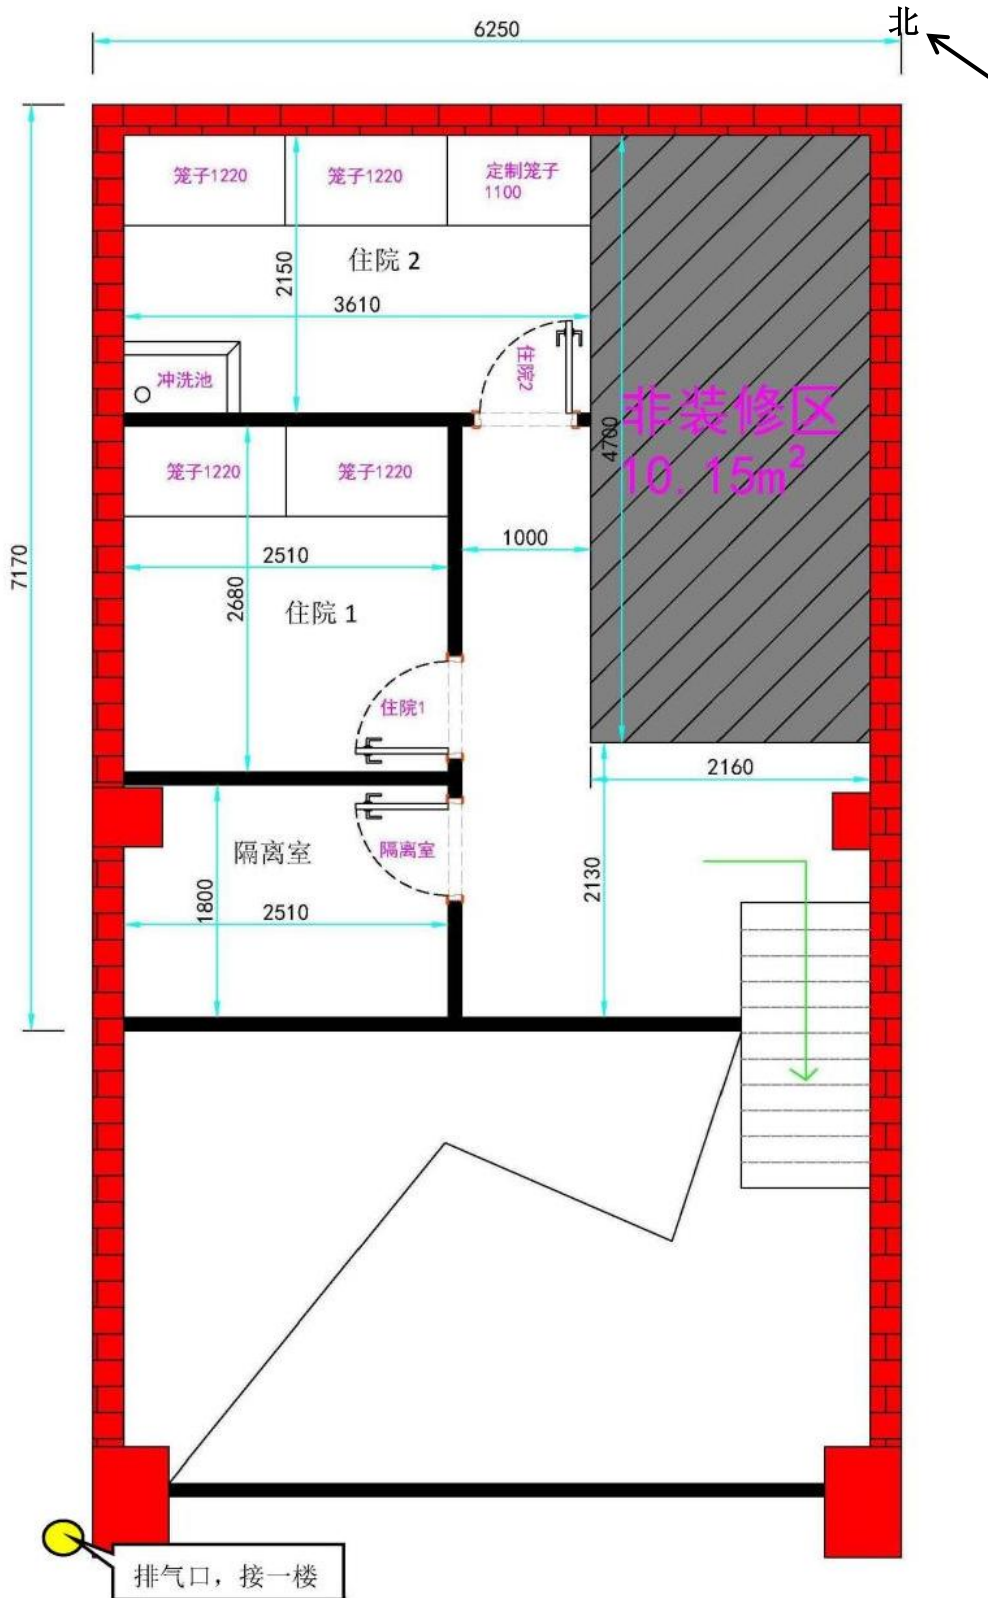 6250
北
笼子1220
笼子1220
定制笼子
1100
住院 2
2150
3610
住院2
冲洗池
非装修区
4700
10.15m²
笼子1220
笼子1220
1000
7170
2510
2680
住院 1
住院1
2160
隔离室
隔离室
1800
2510
2130
排气口，接一楼